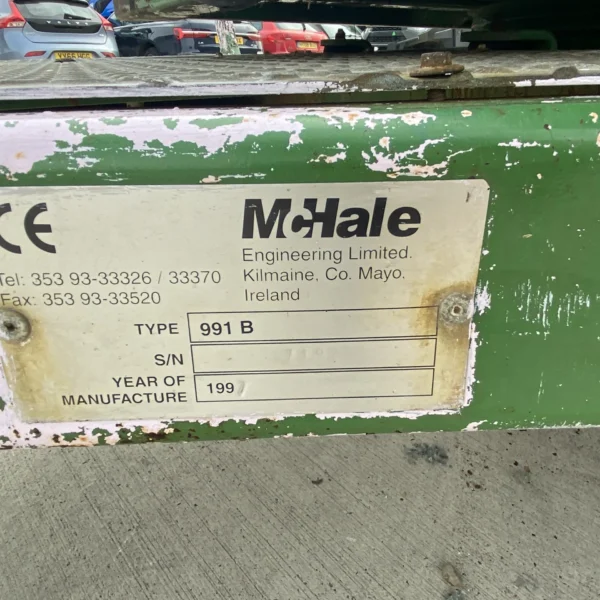 CE
McHale
Engineering Limited.
Kilmaine, Co. Mayo,
Ireland
Tel: 353 93-33326 / 33370
Fax: 353 93-33520
TYPE 991 B
S/N
YEAR OF
MANUFACTURE 199